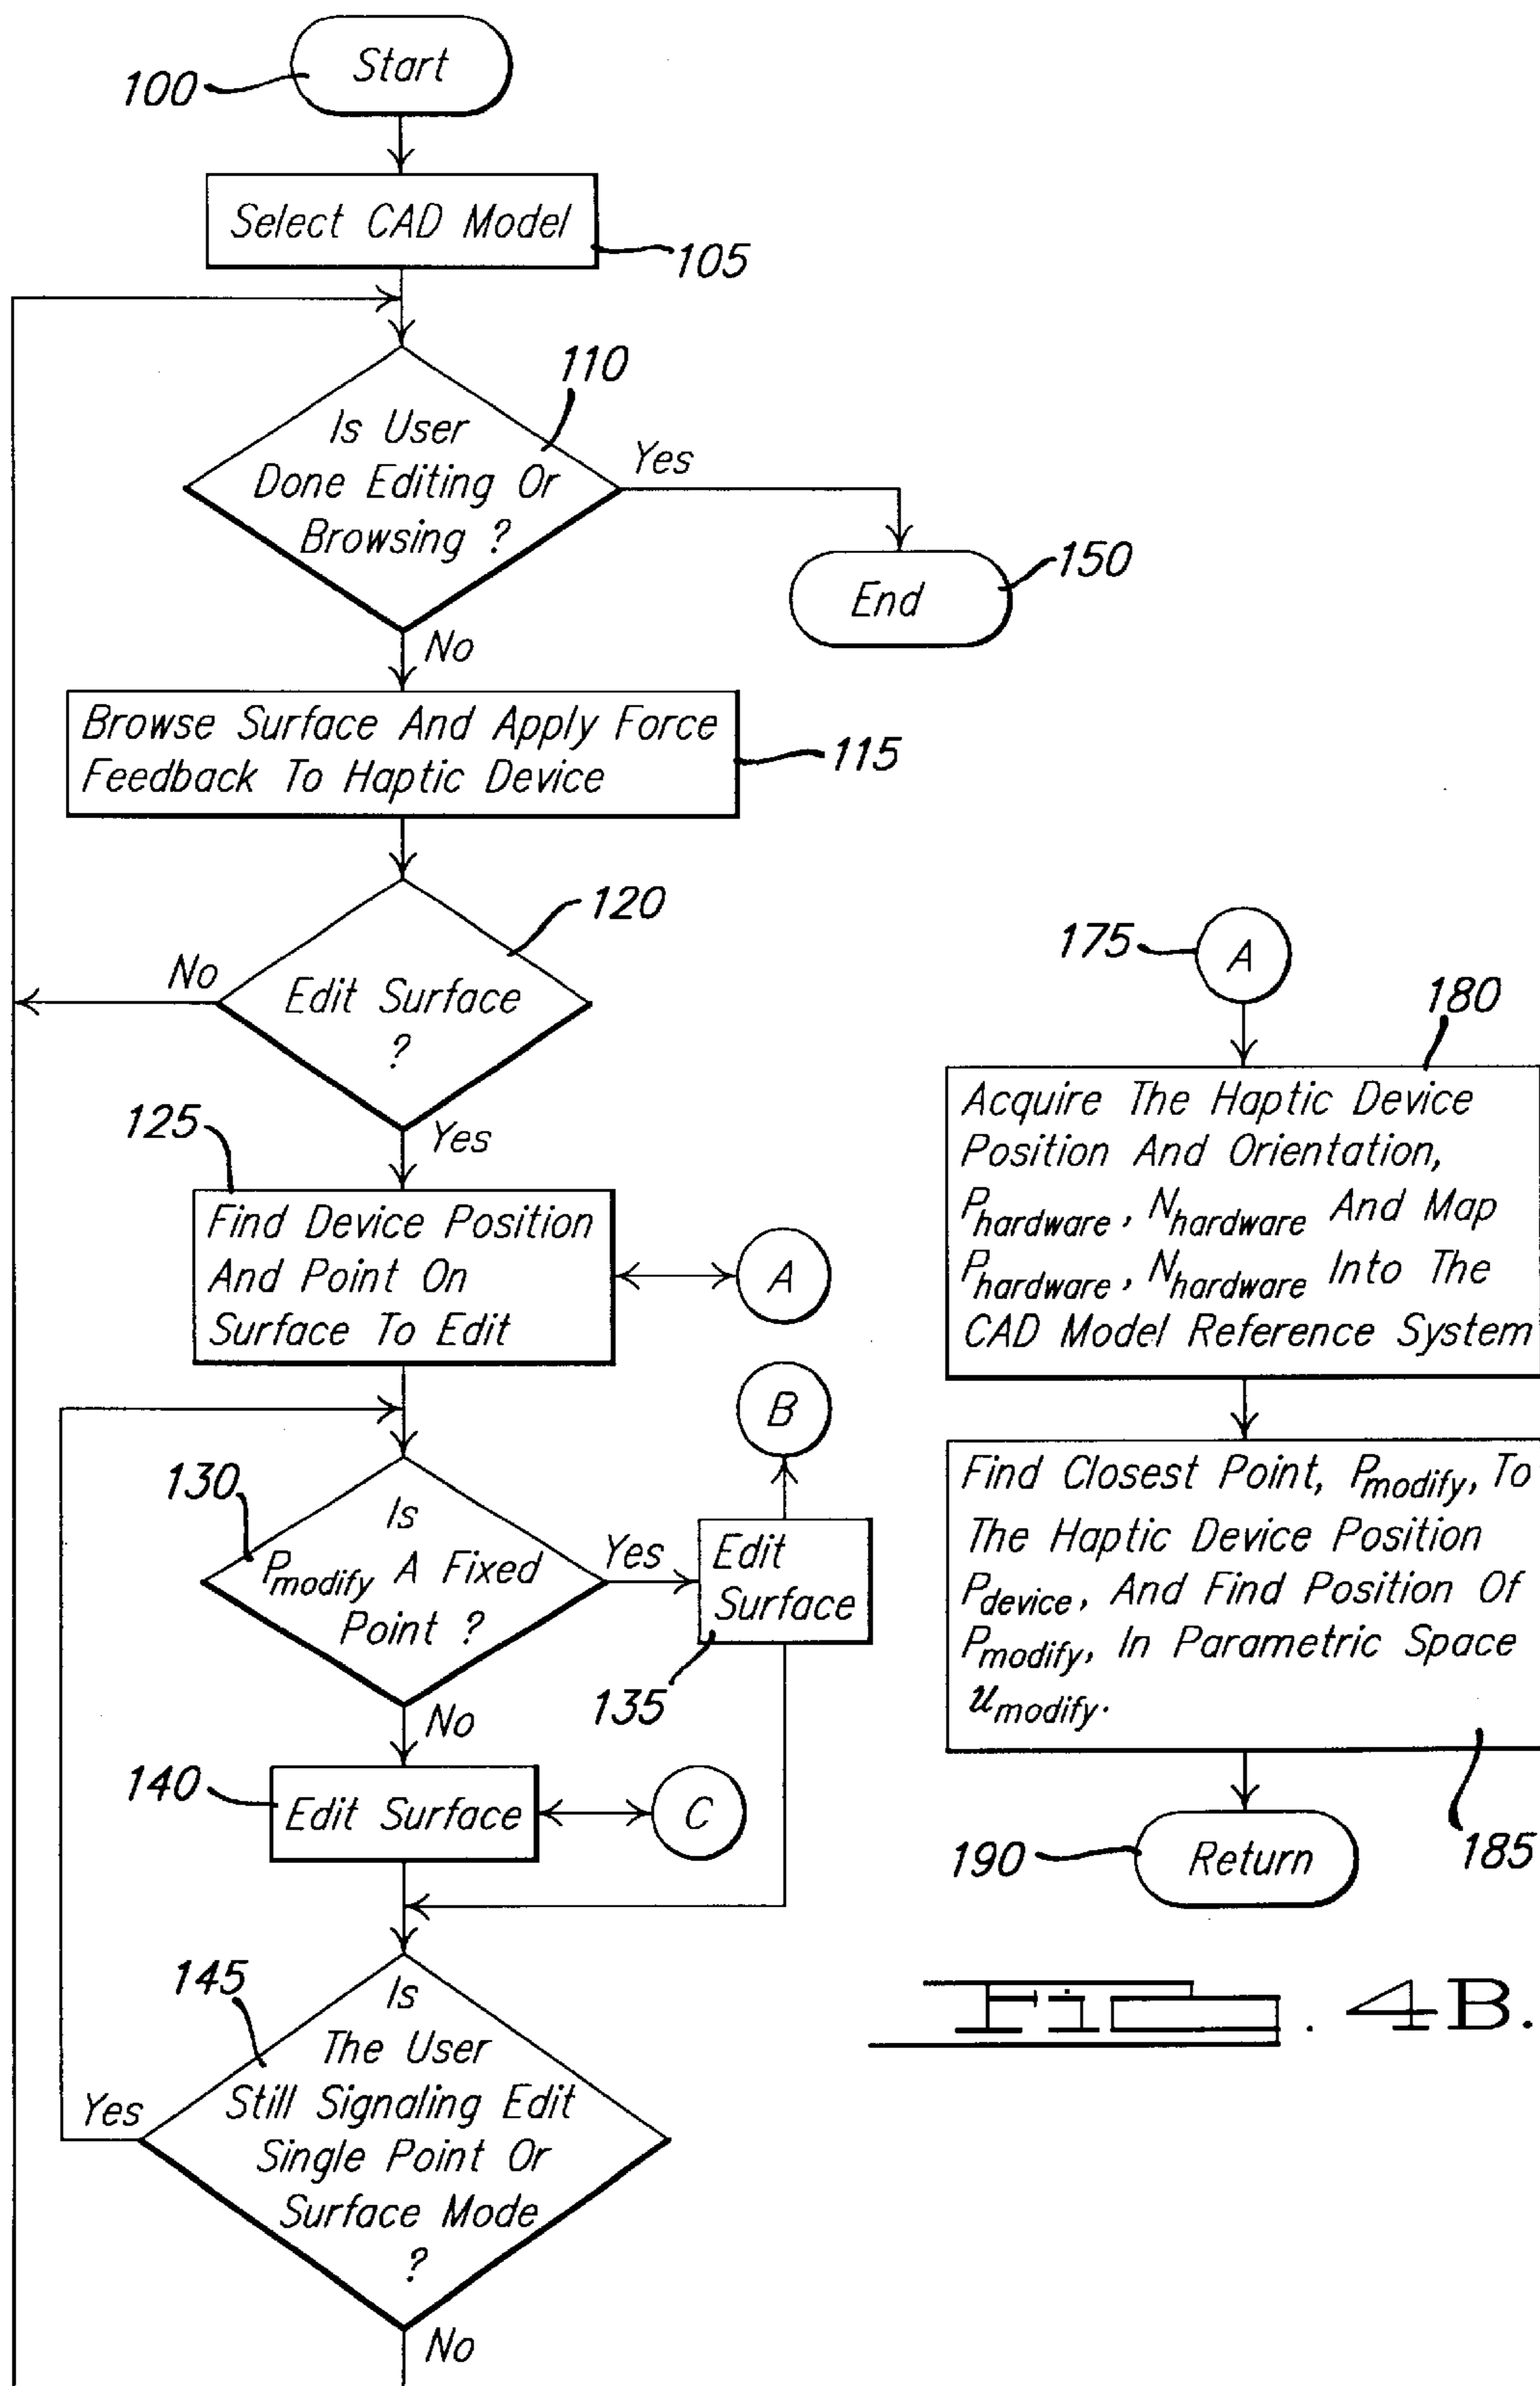 Start
100
Select CAD Model
105
110
Is User
Done Editing Or
Browsing ?
Yes
End
150
No
Browse Surface And Apply Force
Feedback To Haptic Device
115
120
No
Edit Surface
?
Yes
125
Find Device Position
And Point On
Surface To Edit
A
B
130
Is
Pmodify A Fixed
Point ?
Yes
Edit
Surface
135
No
140
Edit Surface
C
145
Is
The User
Still Signaling Edit
Single Point Or
Surface Mode
?
Yes
No
175
A
180
Acquire The Haptic Device
Position And Orientation,
Phardware, Nhardware And Map
Phardware, Nhardware Into The
CAD Model Reference System
Find Closest Point, Pmodify, To
The Haptic Device Position
Pdevice, And Find Position Of
Pmodify, In Parametric Space
umodify.
185
190
Return
FIG. 4B.